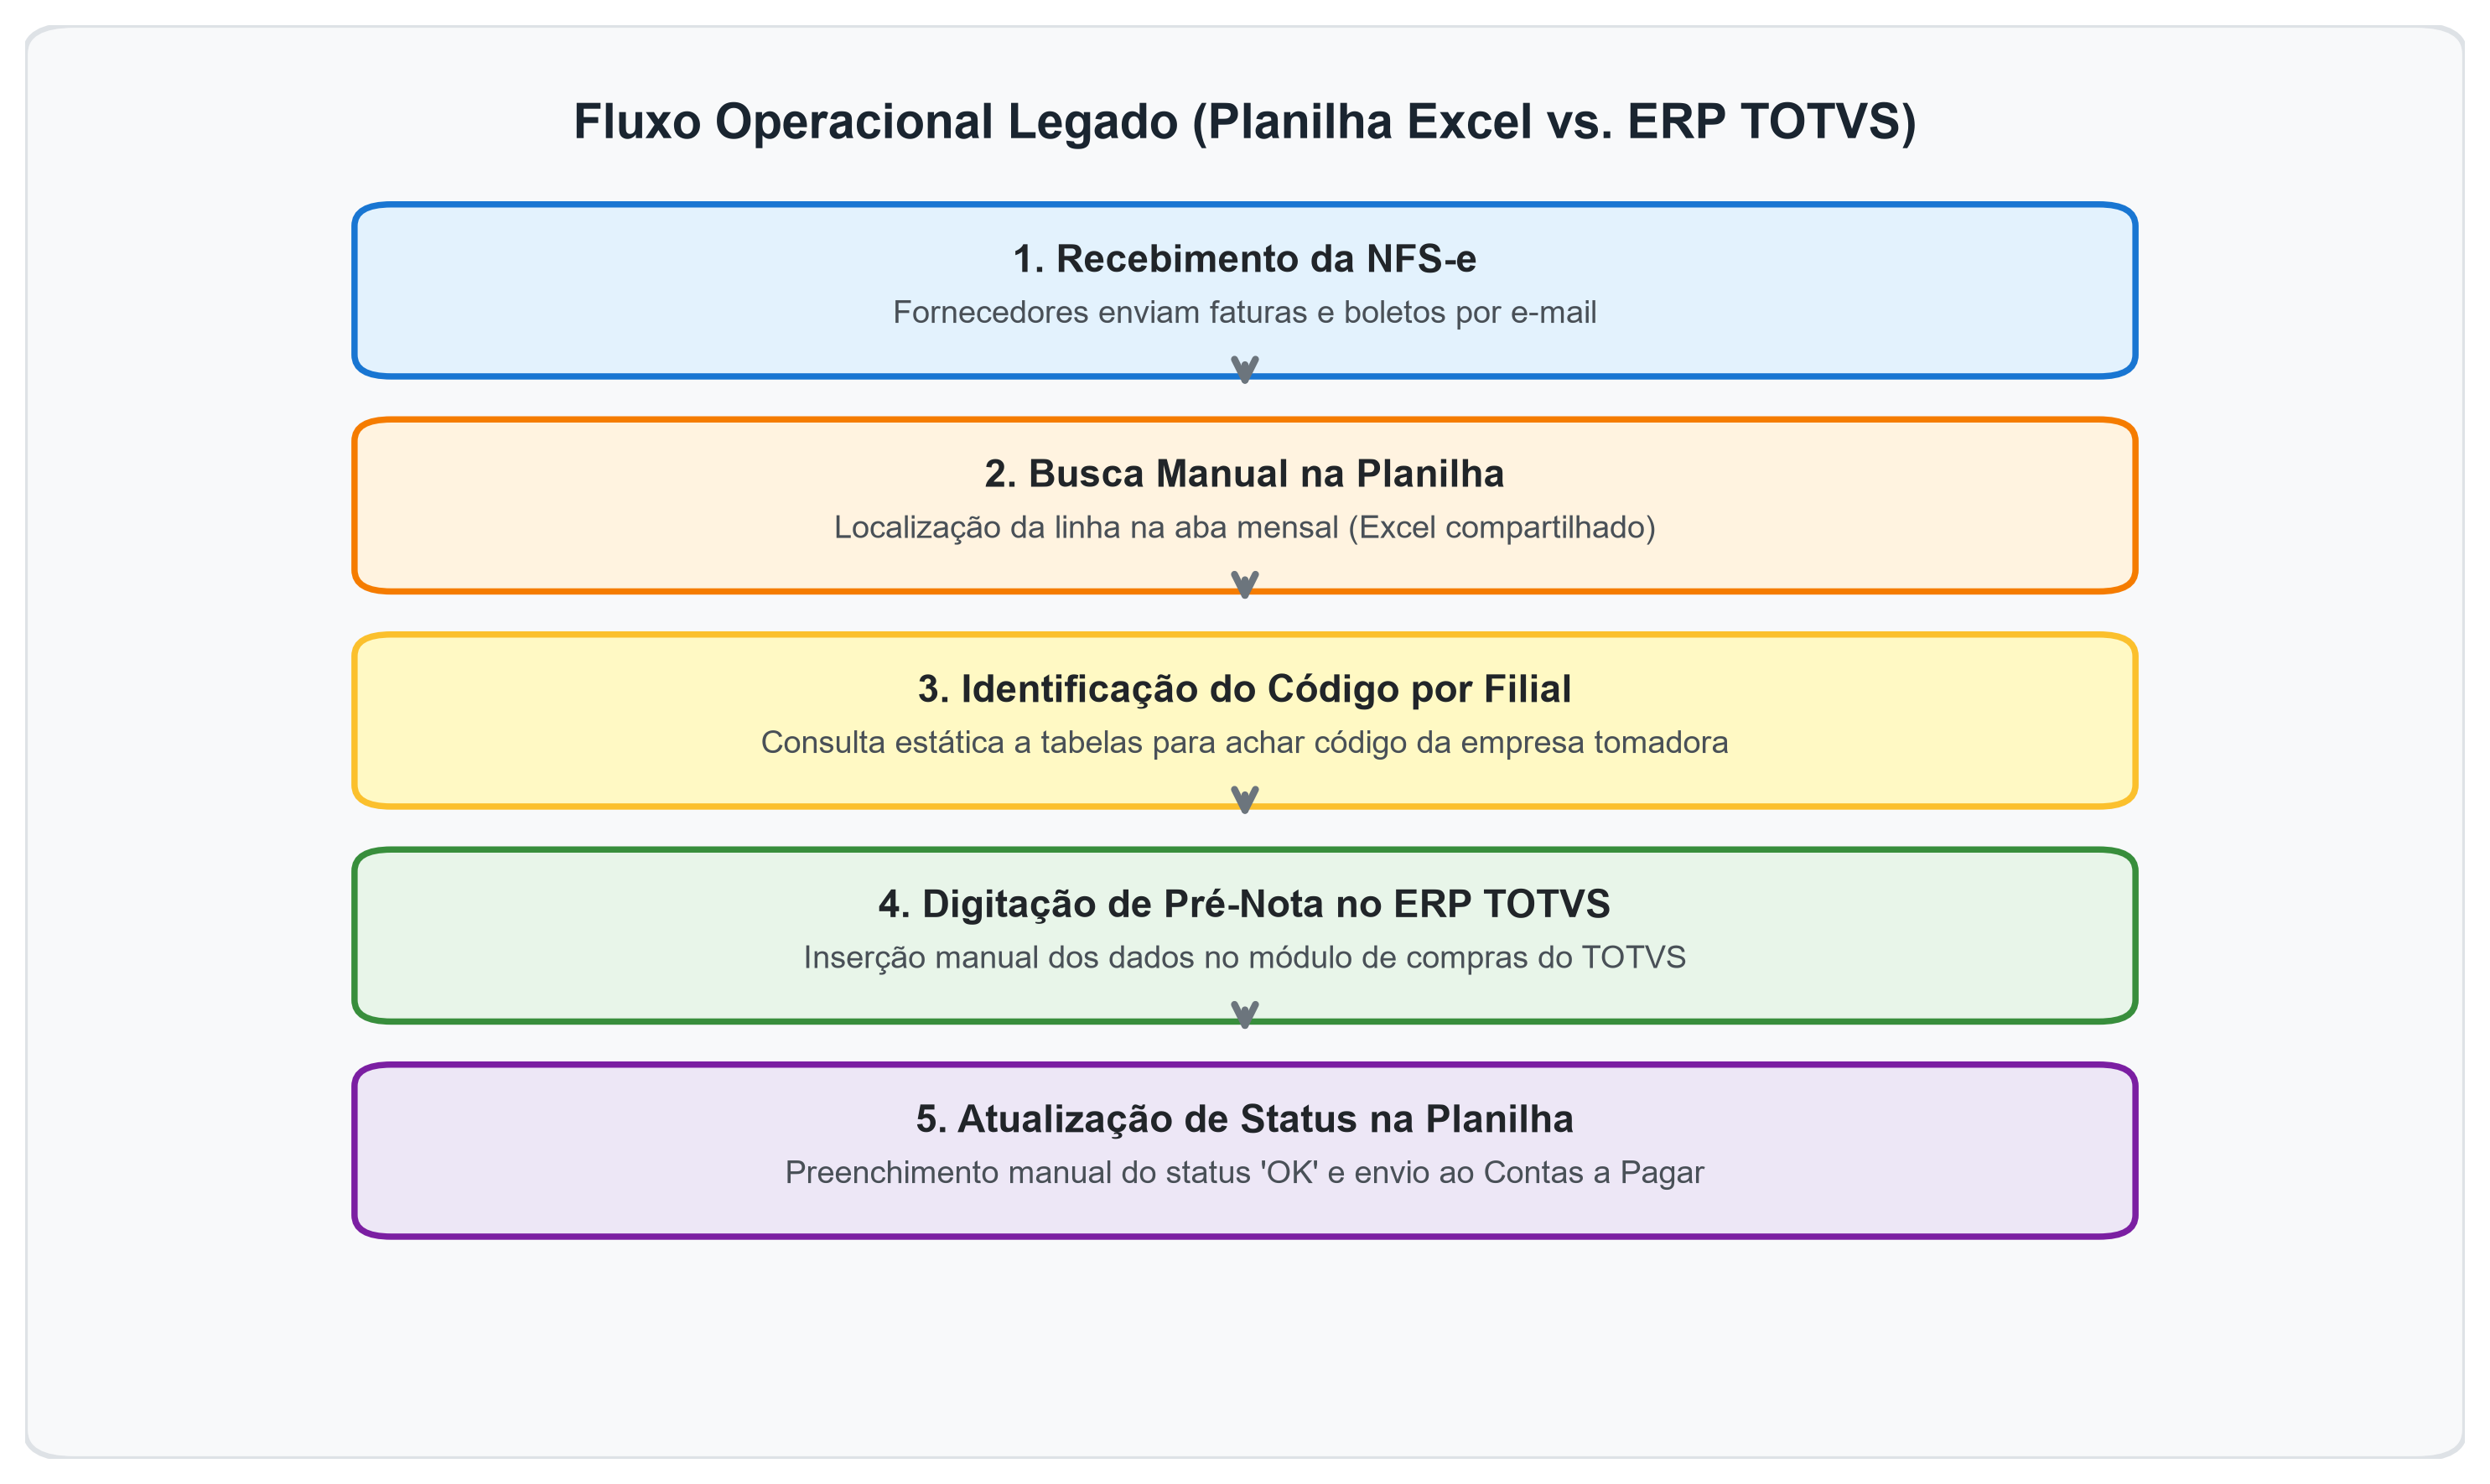 Fluxo Operacional Legado (Planilha Excel vs. ERP TOTVS)
1. Recebimento da NFS-e
Fornecedores enviam faturas e boletos por e-mail
2. Busca Manual na Planilha
Localização da linha na aba mensal (Excel compartilhado)
3. Identificação do Código por Filial
Consulta estática a tabelas para achar código da empresa tomadora
4. Digitação de Pré-Nota no ERP TOTVS
Inserção manual dos dados no módulo de compras do TOTVS
5. Atualização de Status na Planilha
Preenchimento manual do status 'OK' e envio ao Contas a Pagar